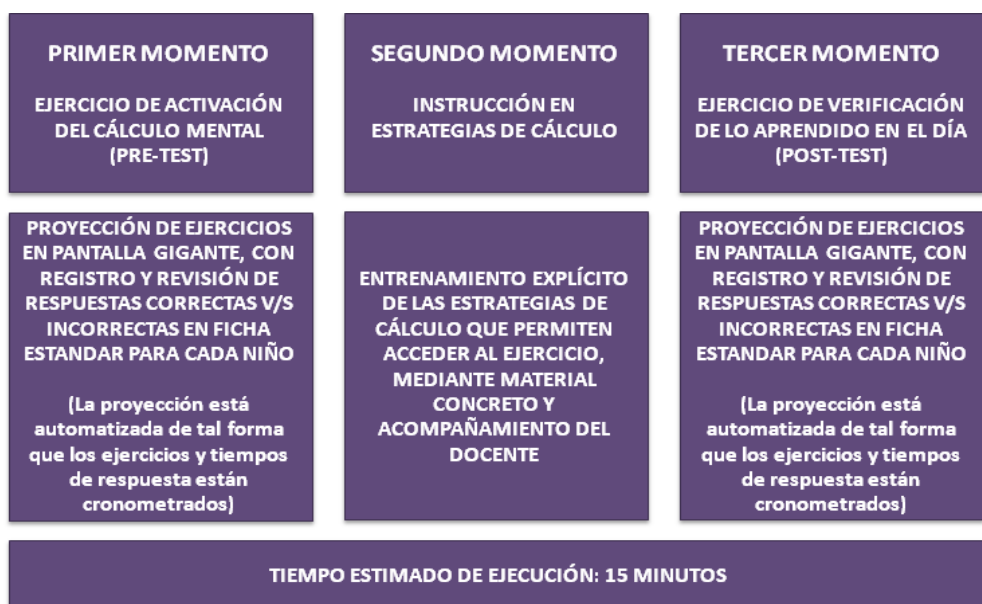 PRIMER MOMENTO
EJERCICIO DE ACTIVACIÓN
DEL CÁLCULO MENTAL
(PRE-TEST)
SEGUNDO MOMENTO
INSTRUCCIÓN EN
ESTRATEGIAS DE CÁLCULO
TERCER MOMENTO
EJERCICIO DE VERIFICACIÓN
DE LO APRENDIDO EN EL DÍA
(POST-TEST)
PROYECCIÓN DE EJERCICIOS
EN PANTALLA GIGANTE, CON
REGISTRO Y REVISIÓN DE
RESPUESTAS CORRECTAS V/S
INCORRECTAS EN FICHA
ESTANDAR PARA CADA NIÑO
(La proyección está
automatizada de tal forma
que los ejercicios y tiempos
de respuesta están
cronometrados)
ENTRENAMIENTO EXPLÍCITO
DE LAS ESTRATEGIAS DE
CÁLCULO QUE PERMITEN
ACCEDER AL EJERCICIO,
MEDIANTE MATERIAL
CONCRETO Y
ACOMPAÑAMIENTO DEL
DOCENTE
PROYECCIÓN DE EJERCICIOS
EN PANTALLA GIGANTE, CON
REGISTRO Y REVISIÓN DE
RESPUESTAS CORRECTAS V/S
INCORRECTAS EN FICHA
ESTANDAR PARA CADA NIÑO
(La proyección está
automatizada de tal forma
que los ejercicios y tiempos
de respuesta están
cronometrados)
TIEMPO ESTIMADO DE EJECUCIÓN: 15 MINUTOS